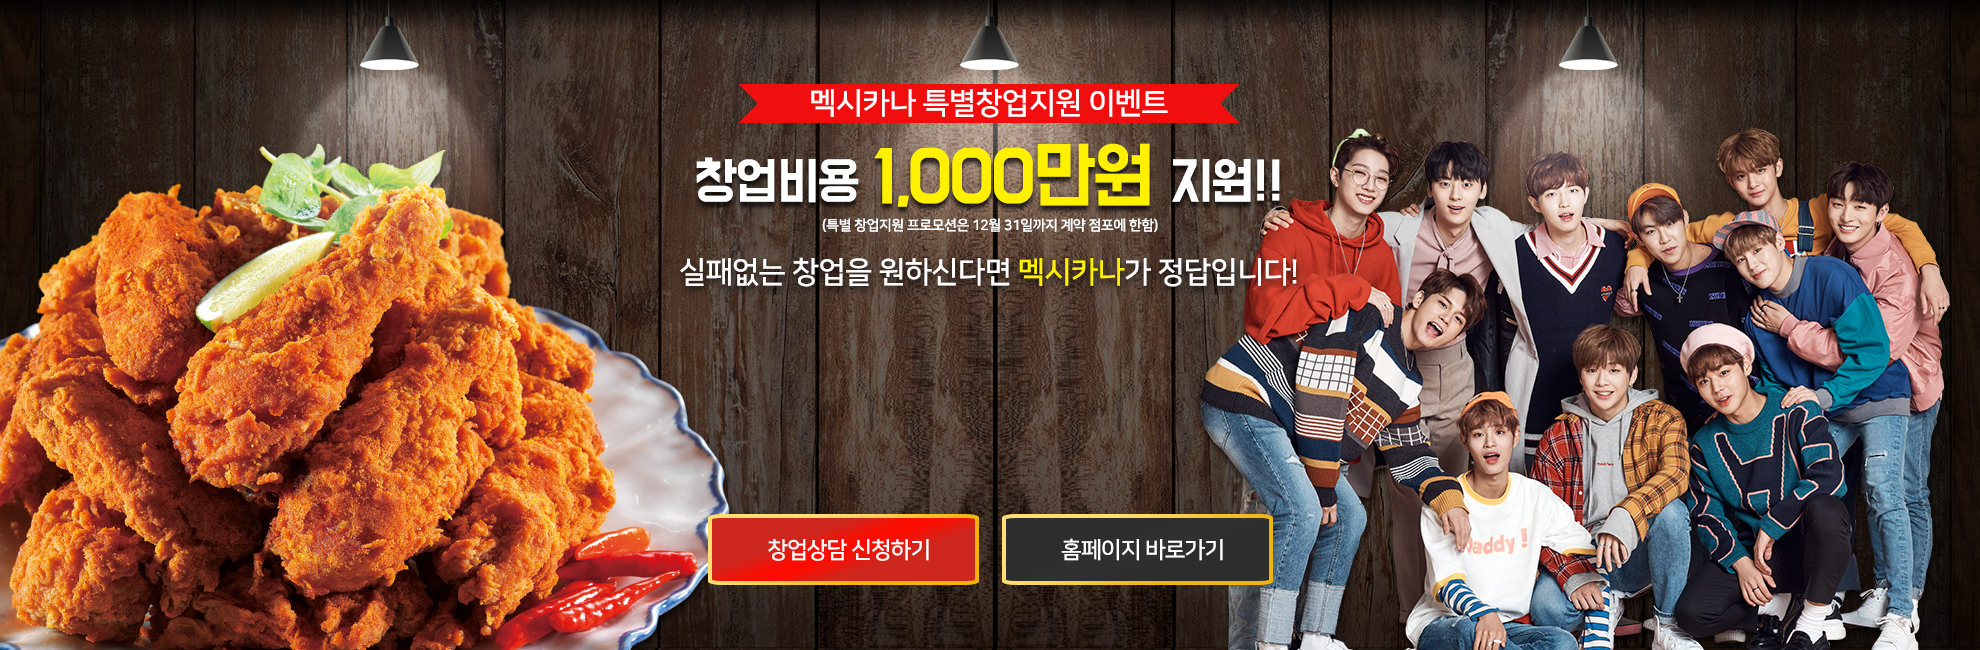 멕시카나 특별창업지원 이벤트
창업비용 1,000만원 지원!!
(특별 창업지원 프로모션은 12월 31일까지 계약 점포에 한함)
실패없는 창업을 원하신다면 멕시카나가 정답입니다!
창업상담 신청하기
홈페이지 바로가기